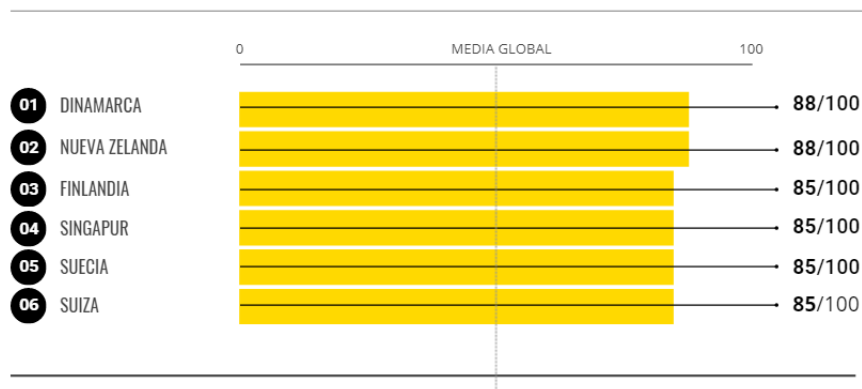 0 MEDIA GLOBAL 100
01 DINAMARCA 88/100
02 NUEVA ZELANDA 88/100
03 FINLANDIA 85/100
04 SINGAPUR 85/100
05 SUECIA 85/100
06 SUIZA 85/100